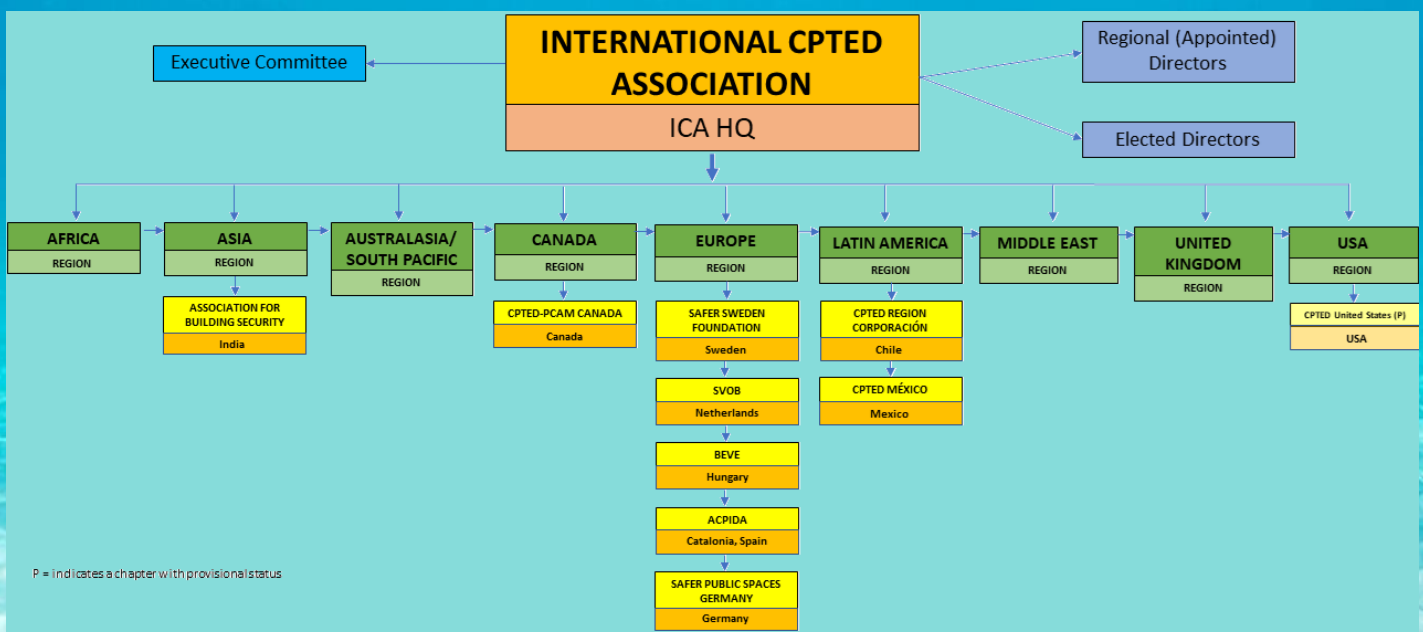 INTERNATIONAL CPTED
ASSOCIATION
ICA HQ
Executive Committee
Regional (Appointed)
Directors
Elected Directors
AFRICA
REGION
ASIA
REGION
ASSOCIATION FOR
BUILDING SECURITY
India
AUSTRALASIA/
SOUTH PACIFIC
REGION
CANADA
REGION
CPTED-PCAM CANADA
Canada
EUROPE
REGION
SAFER SWEDEN
FOUNDATION
Sweden
SVOB
Netherlands
BEVE
Hungary
ACPIDA
Catalonia, Spain
SAFER PUBLIC SPACES
GERMANY
Germany
LATIN AMERICA
REGION
CPTED REGION
CORPORACIÓN
Chile
CPTED MÉXICO
Mexico
MIDDLE EAST
REGION
UNITED
KINGDOM
REGION
USA
REGION
CPTED United States (P)
USA
P = indicates a chapter with provisional status